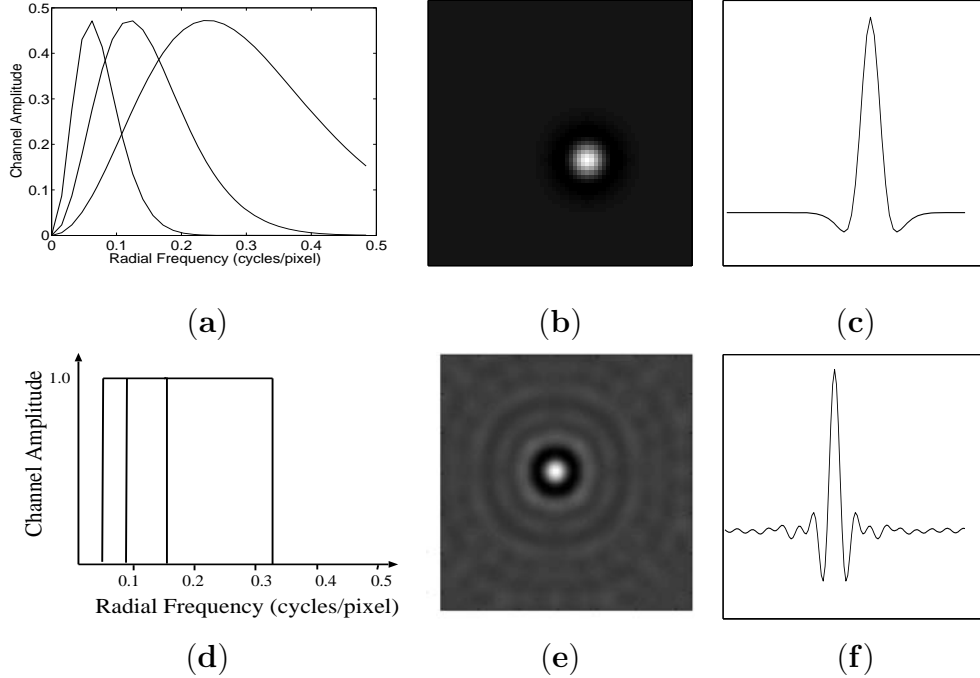 0.5
0.4
0.3
0.2
0.1
0
Channel Amplitude
0 0.1 0.2 0.3 0.4 0.5
Radial Frequency (cycles/pixel)
(a) (b) (c)
1.0
Channel Amplitude
0.1 0.2 0.3 0.4 0.5
Radial Frequency (cycles/pixel)
(d) (e) (f)